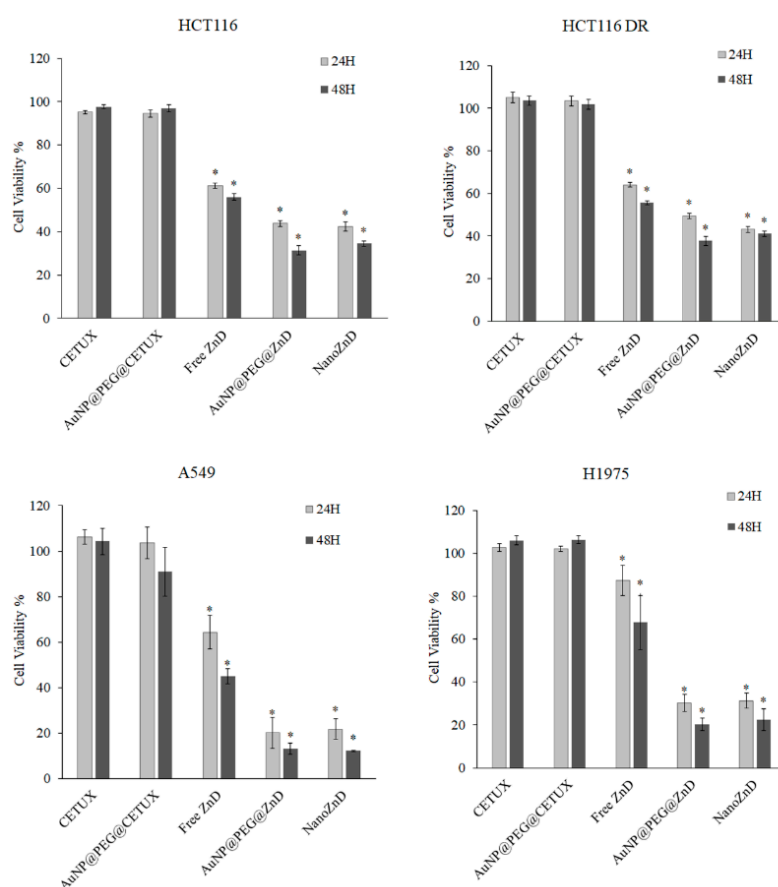 HCT116
24H
48H
Cell Viability %
120
100
80
60
40
20
0
* * * * * *
CETUX
AuNP@PEG@CETUX
Free ZnD
AuNP@PEG@ZnD
NanoZnD
HCT116 DR
24H
48H
Cell Viability %
120
100
80
60
40
20
0
* * * * * *
CETUX
AuNP@PEG@CETUX
Free ZnD
AuNP@PEG@ZnD
NanoZnD
A549
24H
48H
Cell Viability %
120
100
80
60
40
20
0
* * * * * *
CETUX
AuNP@PEG@CETUX
Free ZnD
AuNP@PEG@ZnD
NanoZnD
H1975
24H
48H
Cell Viability %
120
100
80
60
40
20
0
* * * * * *
CETUX
AuNP@PEG@CETUX
Free ZnD
AuNP@PEG@ZnD
NanoZnD